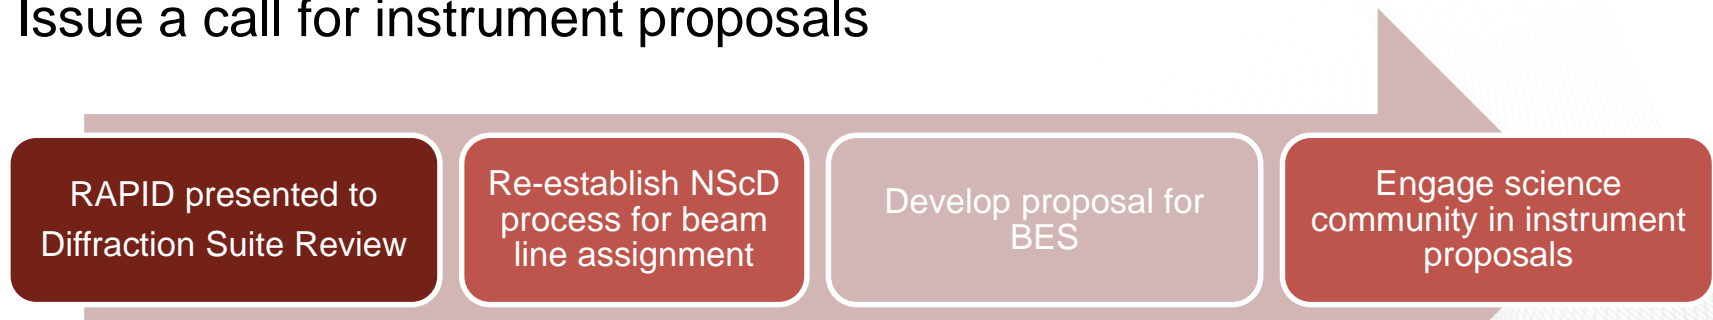 Issue a call for instrument proposals
RAPID presented to
Diffraction Suite Review
Re-establish NScD
process for beam
line assignment
Develop proposal for
BES
Engage science
community in instrument
proposals